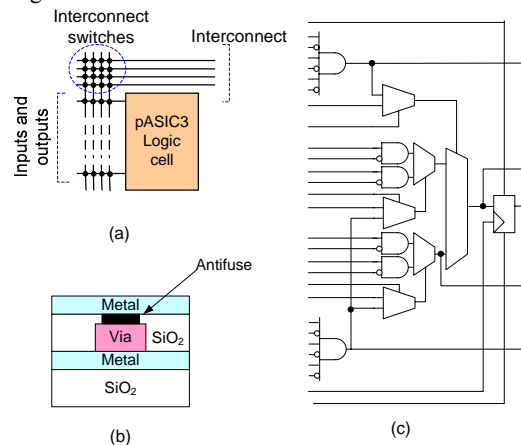 Interconnect
switches
Interconnect
Inputs and
outputs
pASIC3
Logic
cell
(a)
Antifuse
Metal
Via
SiO₂
Metal
SiO₂
(b)
(c)